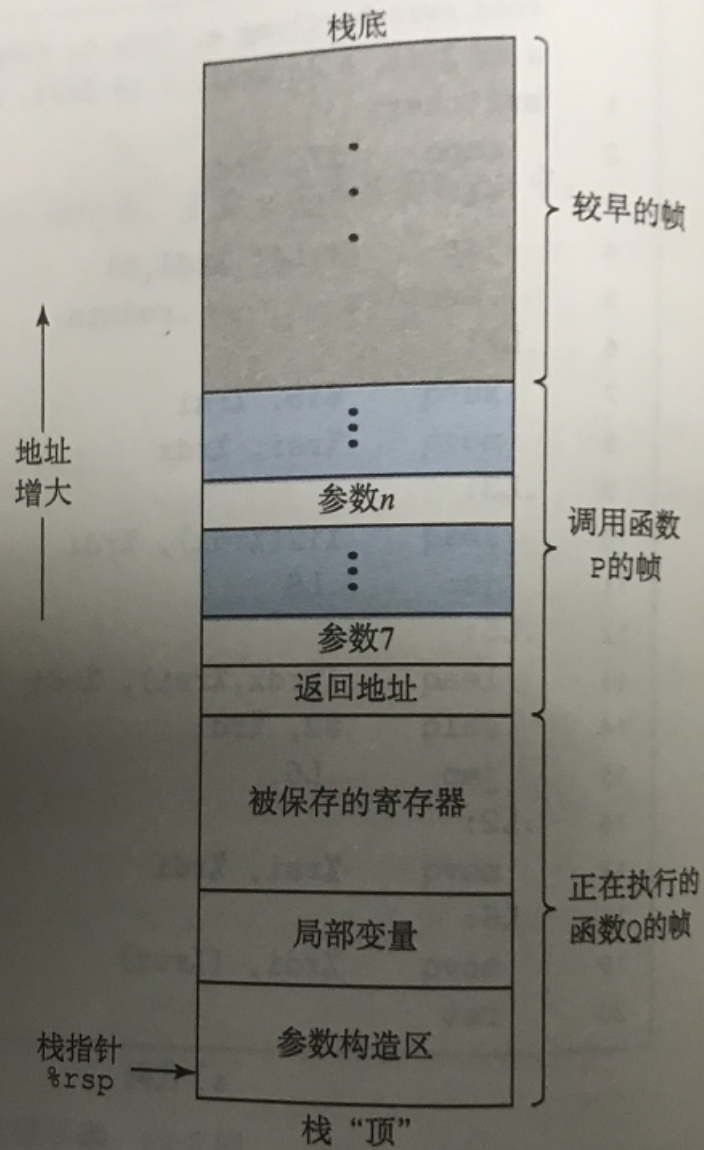 栈底
较早的帧
地址
增大
参数n
调用函数
P的帧
参数7
返回地址
被保存的寄存器
局部变量
正在执行的
函数Q的帧
参数构造区
栈指针
%rsp
栈“顶”